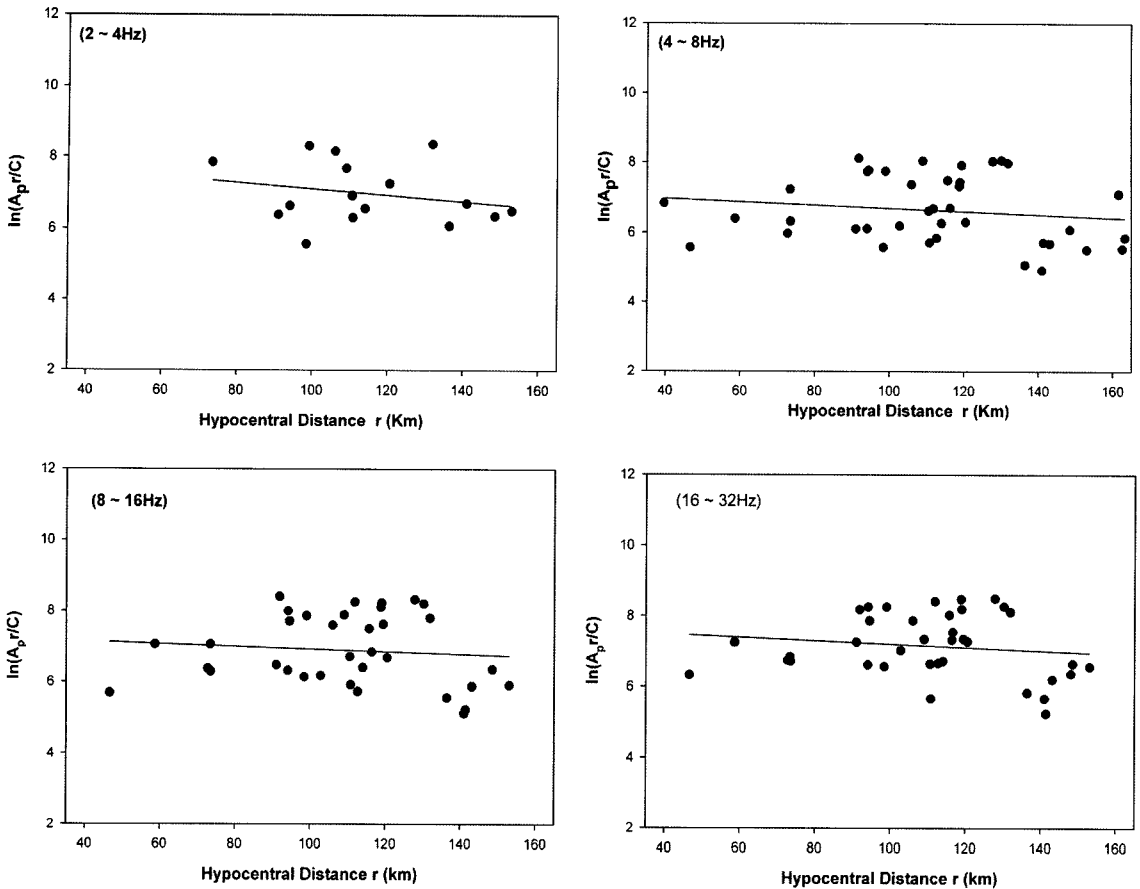 (2 ~ 4Hz)
12
10
8
6
4
2
ln(Apr/C)
40 60 80 100 120 140 160
Hypocentral Distance r (Km)
(4 ~ 8Hz)
12
10
8
6
4
2
ln(Apr/C)
40 60 80 100 120 140 160
Hypocentral Distance r (Km)
(8 ~ 16Hz)
12
10
8
6
4
2
ln(Apr/C)
40 60 80 100 120 140 160
Hypocentral Distance r (km)
(16 ~ 32Hz)
12
10
8
6
4
2
ln(Apr/C)
40 60 80 100 120 140 160
Hypocentral Distance r (km)